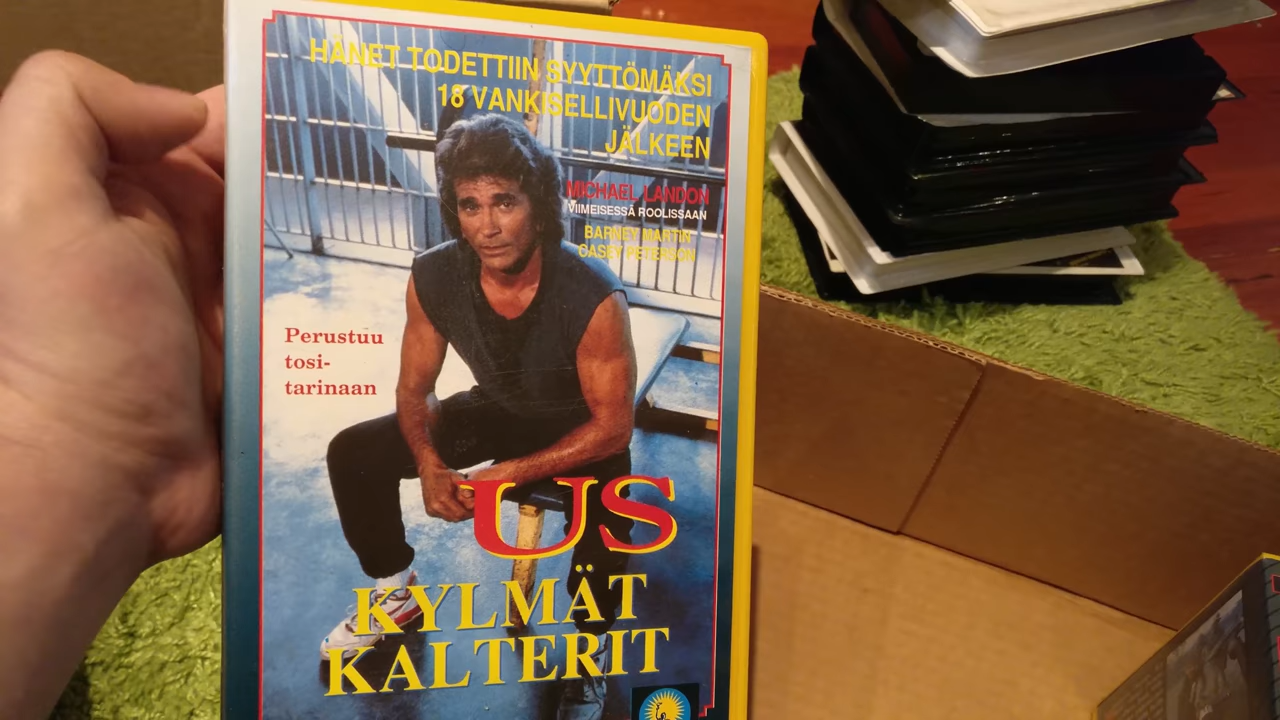 HÄNET TODETTIIN SYYTTÖMÄKSI
18 VANKISELLIVUODEN
JÄLKEEN
MICHAEL LANDON
VIIMEISESSÄ ROOLISSAAN
BARNEY MARTIN
CASEY PETERSON
Perustuu
tosi-
tarinaan
US
KYLMÄT
KALTERIT